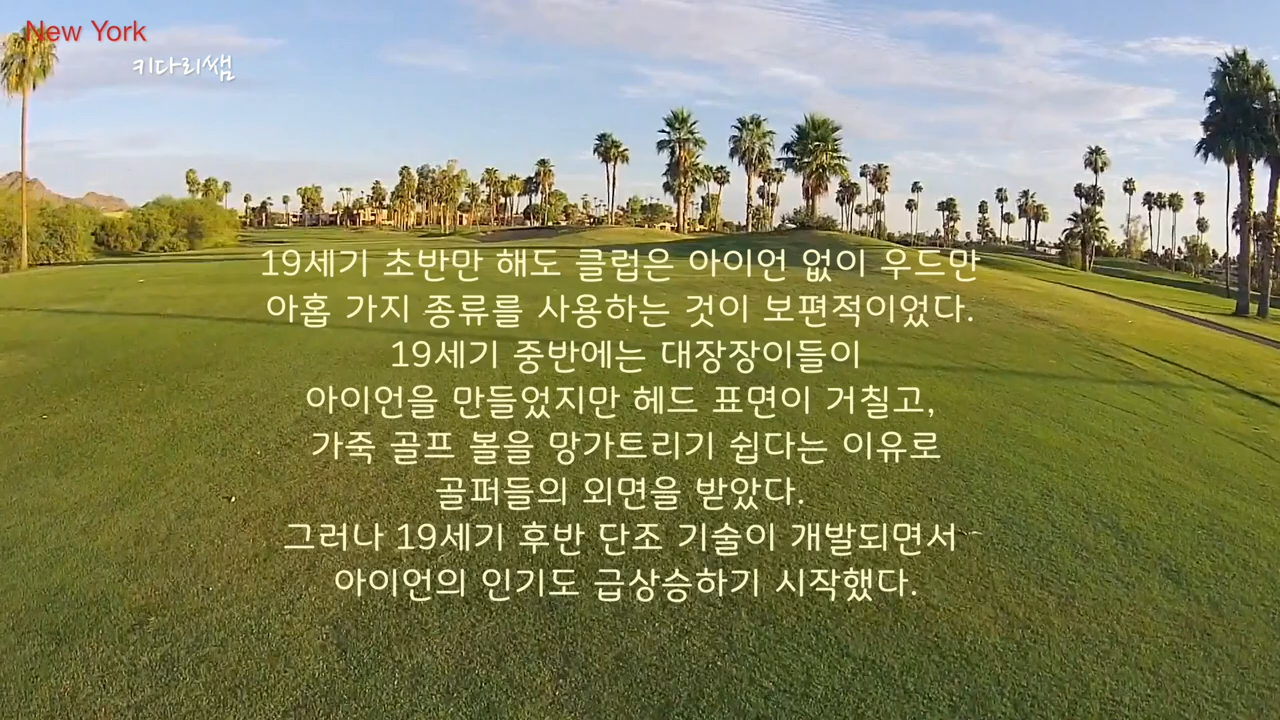 New York
키다리쌤
19세기 초반만 해도 클럽은 아이언 없이 우드만
아홉 가지 종류를 사용하는 것이 보편적이었다.
19세기 중반에는 대장장이들이
아이언을 만들었지만 헤드 표면이 거칠고,
가죽 골프 볼을 망가트리기 쉽다는 이유로
골퍼들의 외면을 받았다.
그러나 19세기 후반 단조 기술이 개발되면서
아이언의 인기도 급상승하기 시작했다.